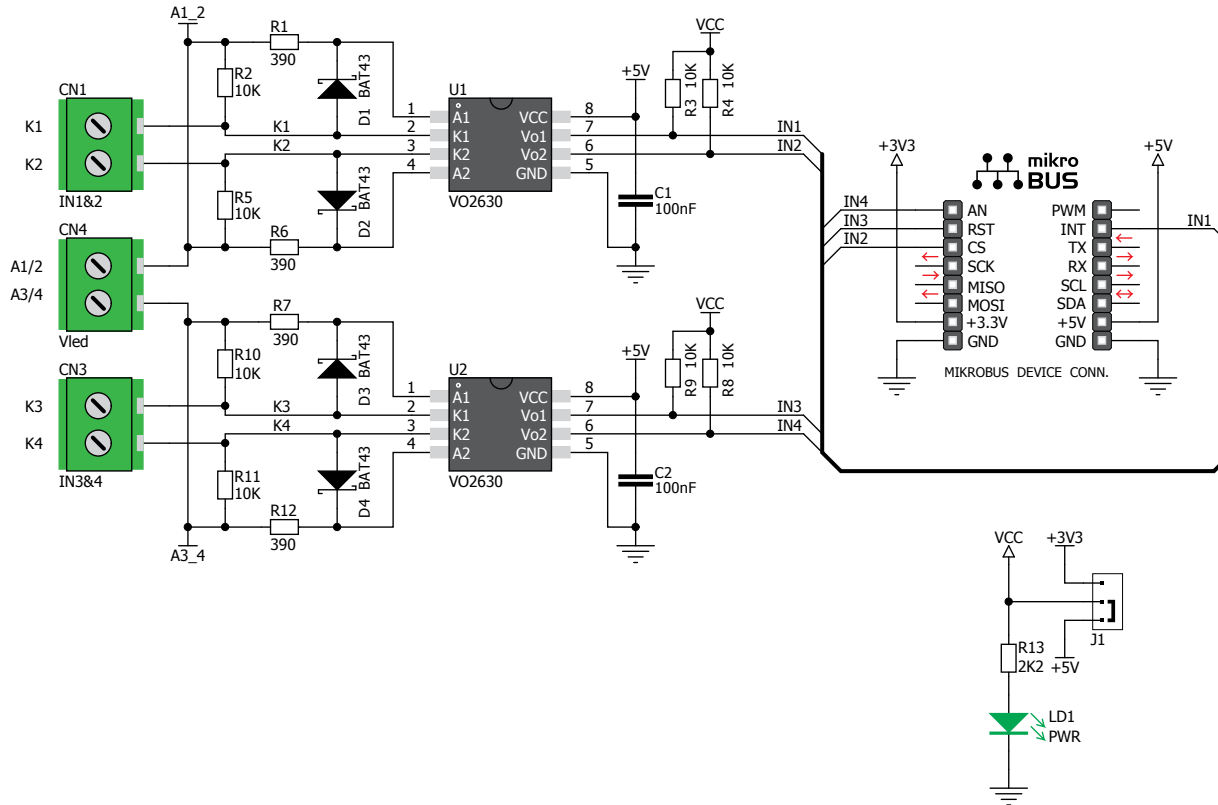 A1_2
R1
390
R2
10K
BAT43
D1
CN1
K1
K2
IN1&2
K1
K2
R5
10K
BAT43
D2
R6
390
U1
1
2
3
4
A1
K1
K2
A2
VCC
Vo1
Vo2
GND
8
7
6
5
VO2630
+5V
C1
100nF
VCC
R3 10K
R4 10K
IN1
IN2
CN4
A1/2
A3/4
Vled
R7
390
R10
10K
BAT43
D3
CN3
K3
K4
IN3&4
K3
K4
R11
10K
BAT43
D4
R12
390
A3_4
U2
1
2
3
4
A1
K1
K2
A2
VCC
Vo1
Vo2
GND
8
7
6
5
VO2630
+5V
C2
100nF
VCC
R9 10K
R8 10K
IN3
IN4
+3V3
mikro
BUS
+5V
IN4
IN3
IN2
AN
RST
CS
SCK
MISO
MOSI
+3.3V
GND
PWM
INT
TX
RX
SCL
SDA
+5V
GND
IN1
MIKROBUS DEVICE CONN.
VCC
+3V3
J1
R13
2K2
+5V
LD1
PWR